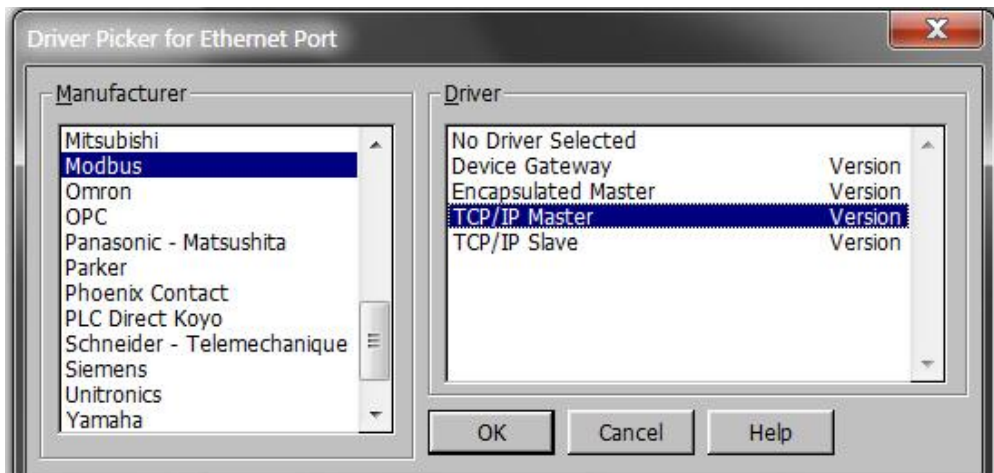 Driver Picker for Ethernet Port
X
Manufacturer
Mitsubishi
Modbus
Omron
OPC
Panasonic - Matsushita
Parker
Phoenix Contact
PLC Direct Koyo
Schneider - Telemechanique
Siemens
Unitronics
Yamaha
Driver
No Driver Selected
Device Gateway Version
Encapsulated Master Version
TCP/IP Master Version
TCP/IP Slave Version
OK Cancel Help